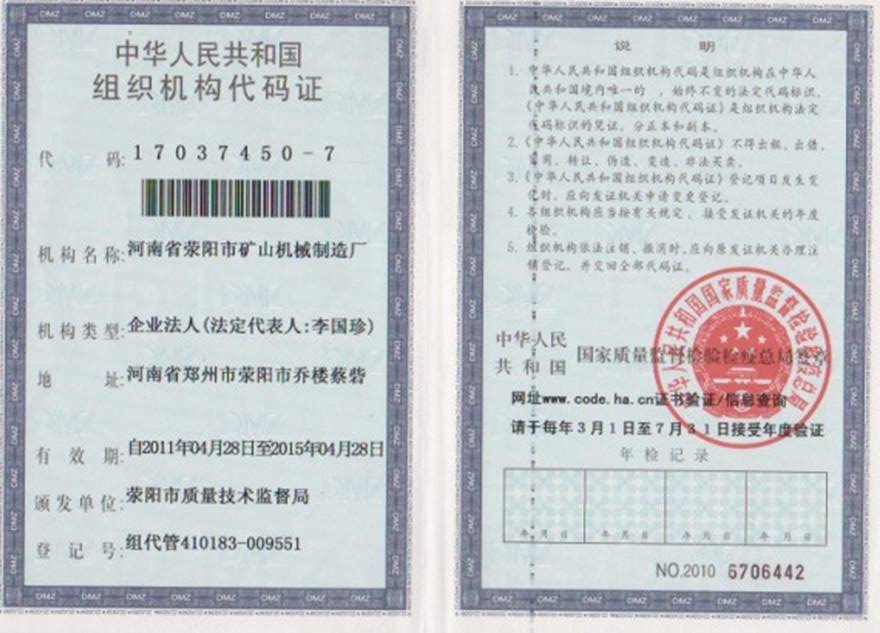 中华人民共和国
组织机构代码证
代 码:17037450-7
机构名称:河南省荥阳市矿山机械制造厂
机构类型:企业法人(法定代表人:李国珍)
地 址:河南省郑州市荥阳市乔楼蔡砦
有 效 期:自2011年04月28日至2015年04月28日
颁发单位:荥阳市质量技术监督局
登 记 号:组代管410183-009551
说 明
1. 中华人民共和国组织机构代码是组织机构在中华人
民共和国境内唯一的 、始终不变的法定代码标识,
《中华人民共和国组织机构代码证》是组织机构法定
代码标识的凭证，分正本和副本。
2.《中华人民共和国组织机构代码证》不得出租、出借、
冒用、转让、伪造、变造、非法买卖。
3.《中华人民共和国组织机构代码证》登记项目发生变
化时，应向发证机关申请变更登记。
4. 各组织机构应当按有关规定，接受发证机关的年度
检验。
5. 组织机构依法注销、撤消时，应向原发证机关办理注
销登记，并交回全部代码证。
中华人民
共 和 国 国家质量监督检验检疫总局签章
网址www.code.ha.cn证书验证/信息查询
请于每年3月1日至7月31日接受年度验证
年检记录
年 月 日 年 月 日 年 月 日 年 月 日
NO.2010 6706442